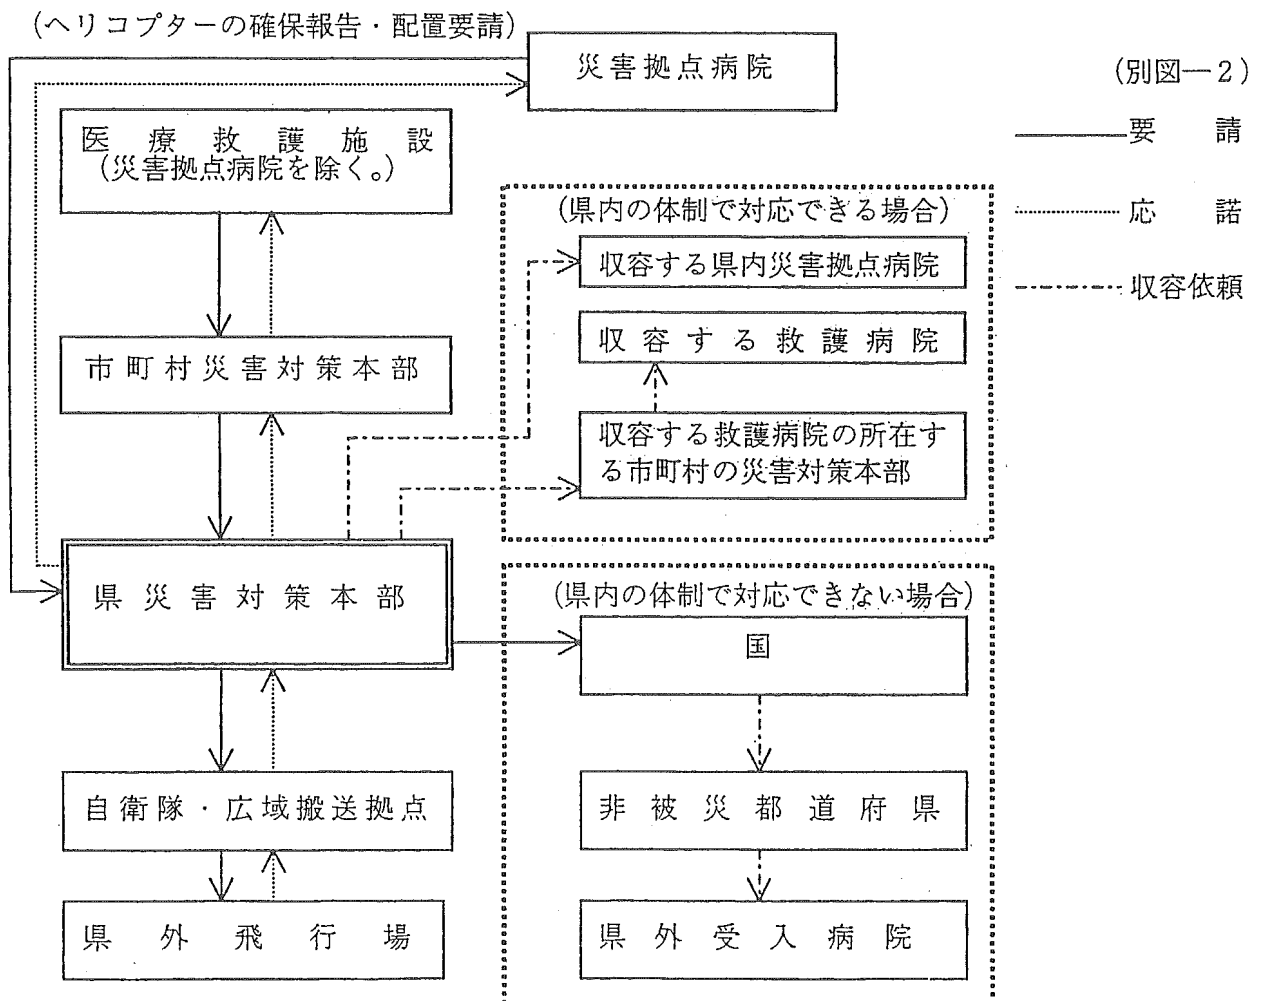 (ヘリコプターの確保報告・配置要請)
災害拠点病院
(別図―2)
要請
応諾
収容依頼
医療救護施設
(災害拠点病院を除く。)
市町村災害対策本部
県災害対策本部
自衛隊・広域搬送拠点
県外飛行場
(県内の体制で対応できる場合)
収容する県内災害拠点病院
収容する救護病院
収容する救護病院の所在す
る市町村の災害対策本部
(県内の体制で対応できない場合)
国
非被災都道府県
県外受入病院